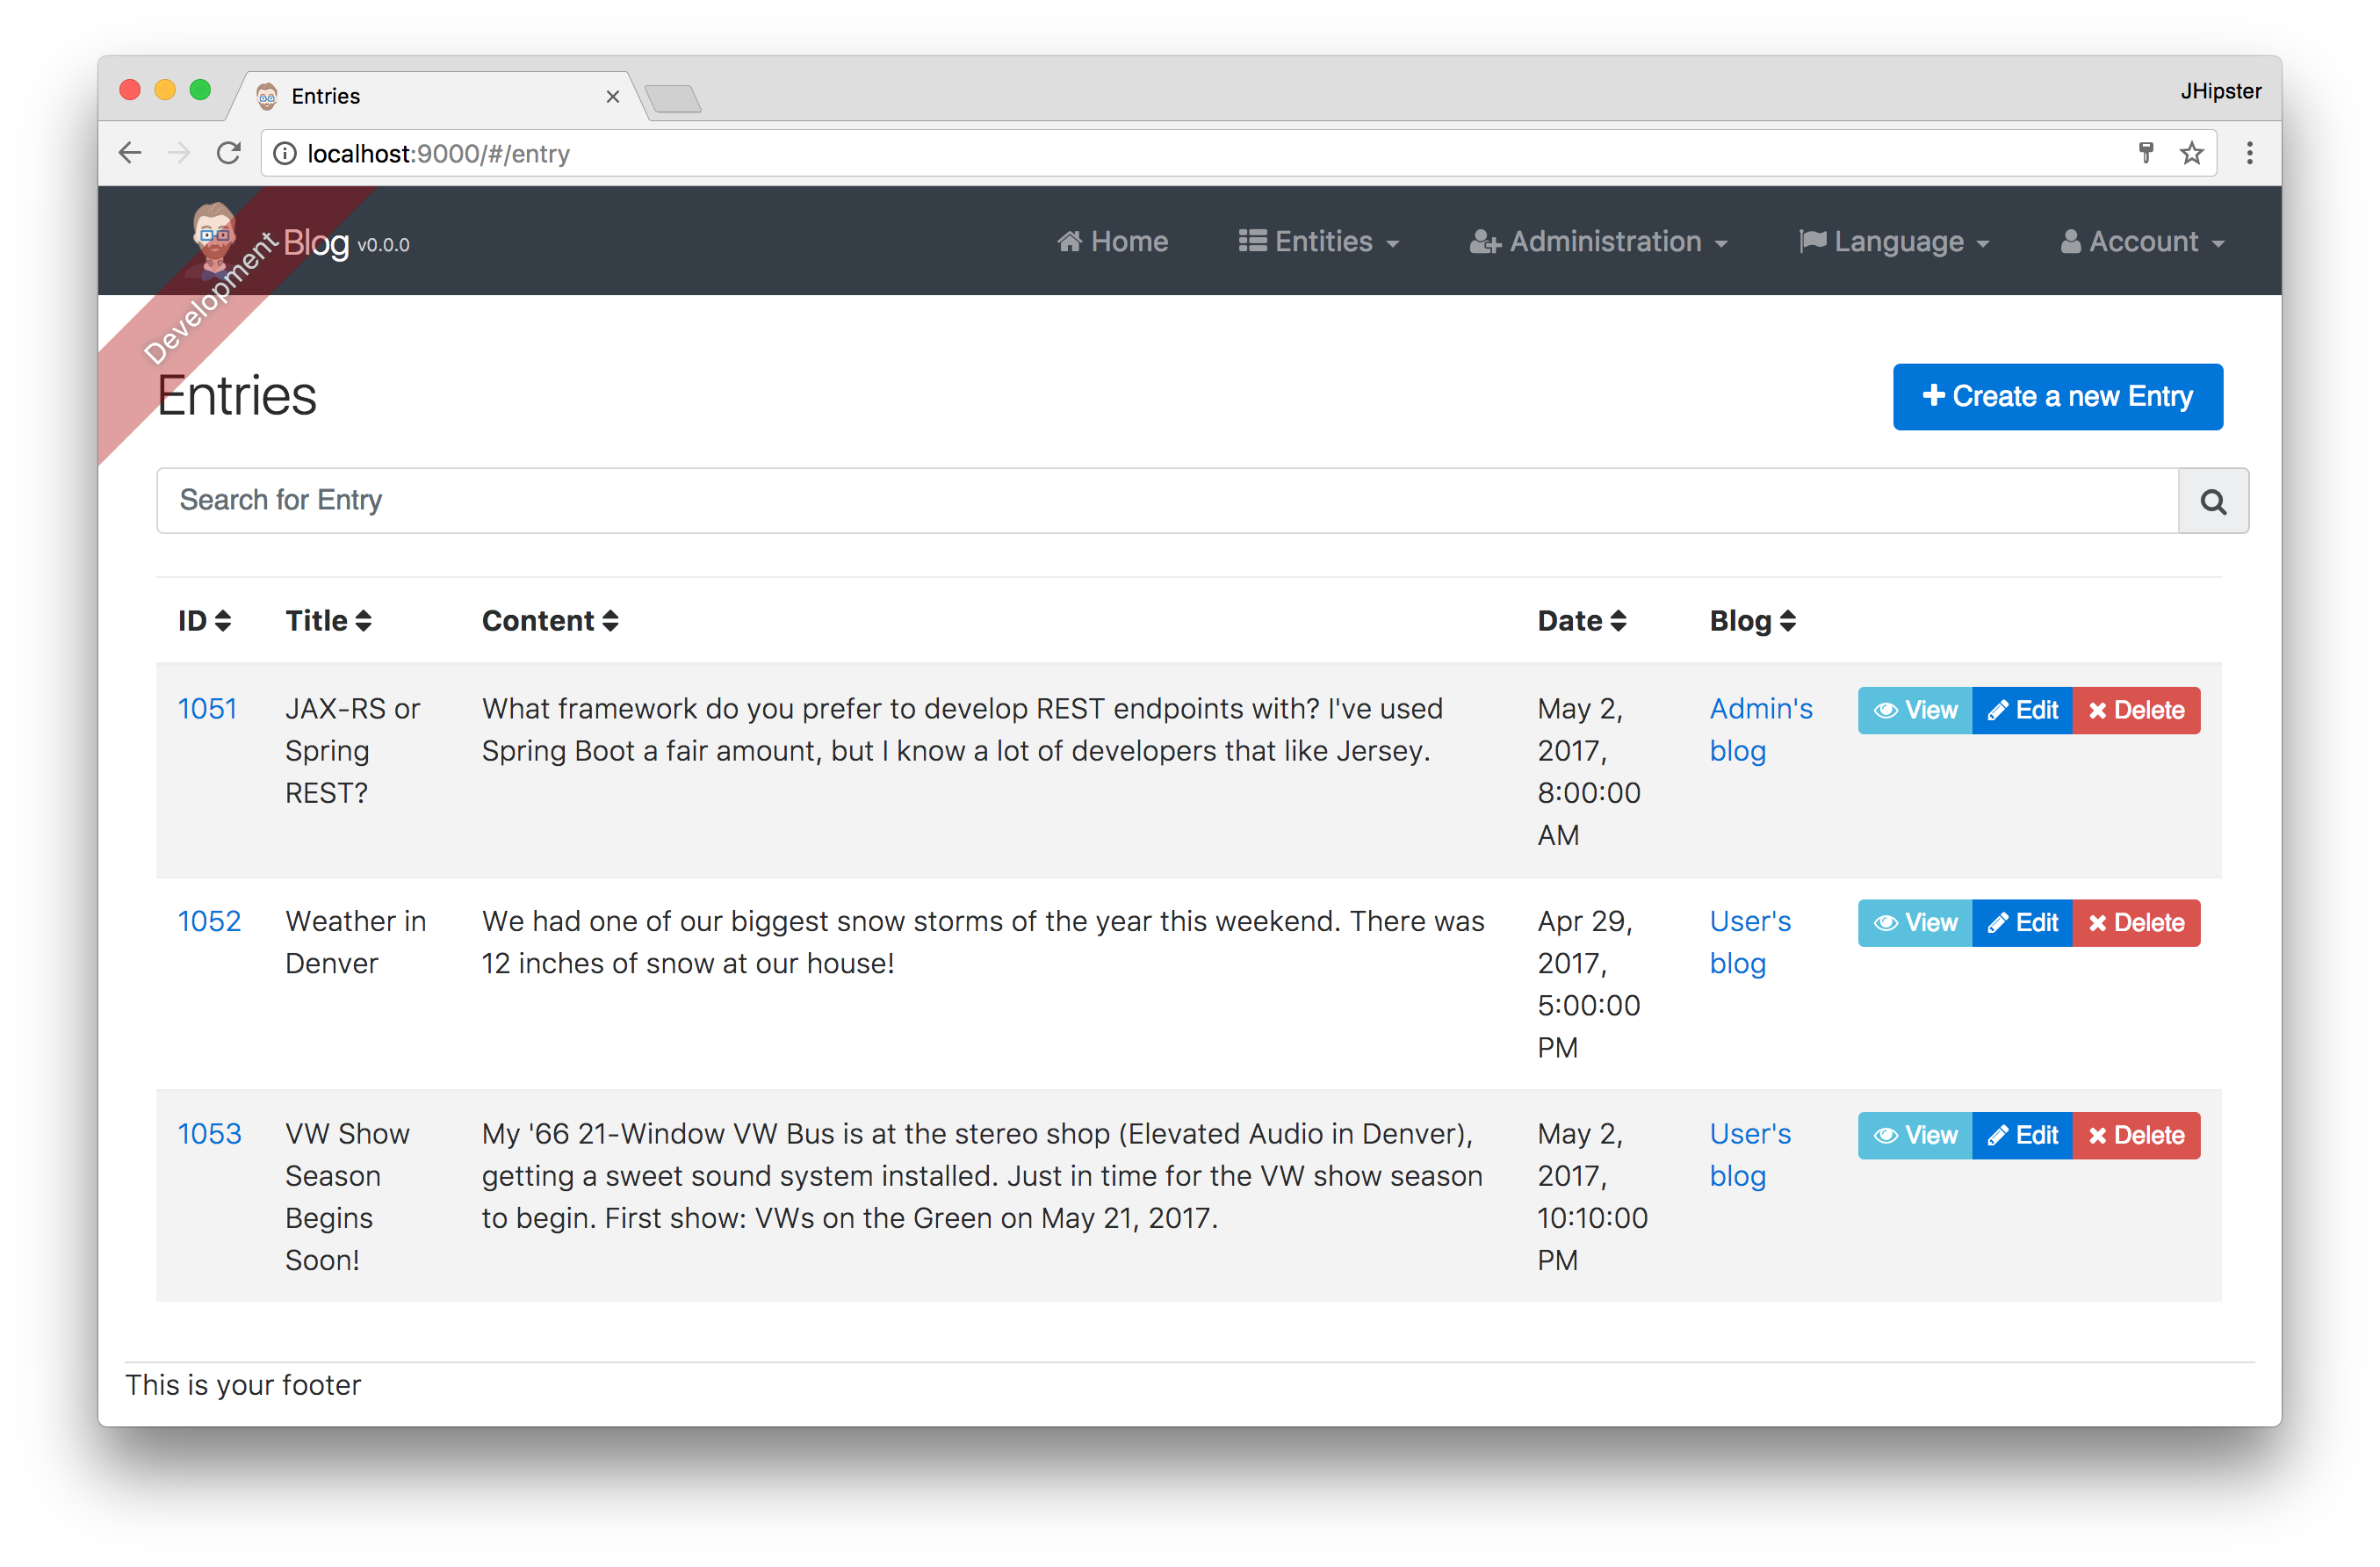 Entries
JHipster
localhost:9000/#/entry
Development
Blog v0.0.0
Home Entities Administration Language Account
Entries
Create a new Entry
Search for Entry
ID Title Content Date Blog
1051
JAX-RS or
Spring
REST?
What framework do you prefer to develop REST endpoints with? I've used
Spring Boot a fair amount, but I know a lot of developers that like Jersey.
May 2,
2017,
8:00:00
AM
Admin's
blog
View Edit Delete
1052
Weather in
Denver
We had one of our biggest snow storms of the year this weekend. There was
12 inches of snow at our house!
Apr 29,
2017,
5:00:00
PM
User's
blog
View Edit Delete
1053
VW Show
Season
Begins
Soon!
My '66 21-Window VW Bus is at the stereo shop (Elevated Audio in Denver),
getting a sweet sound system installed. Just in time for the VW show season
to begin. First show: VWs on the Green on May 21, 2017.
May 2,
2017,
10:10:00
PM
User's
blog
View Edit Delete
This is your footer